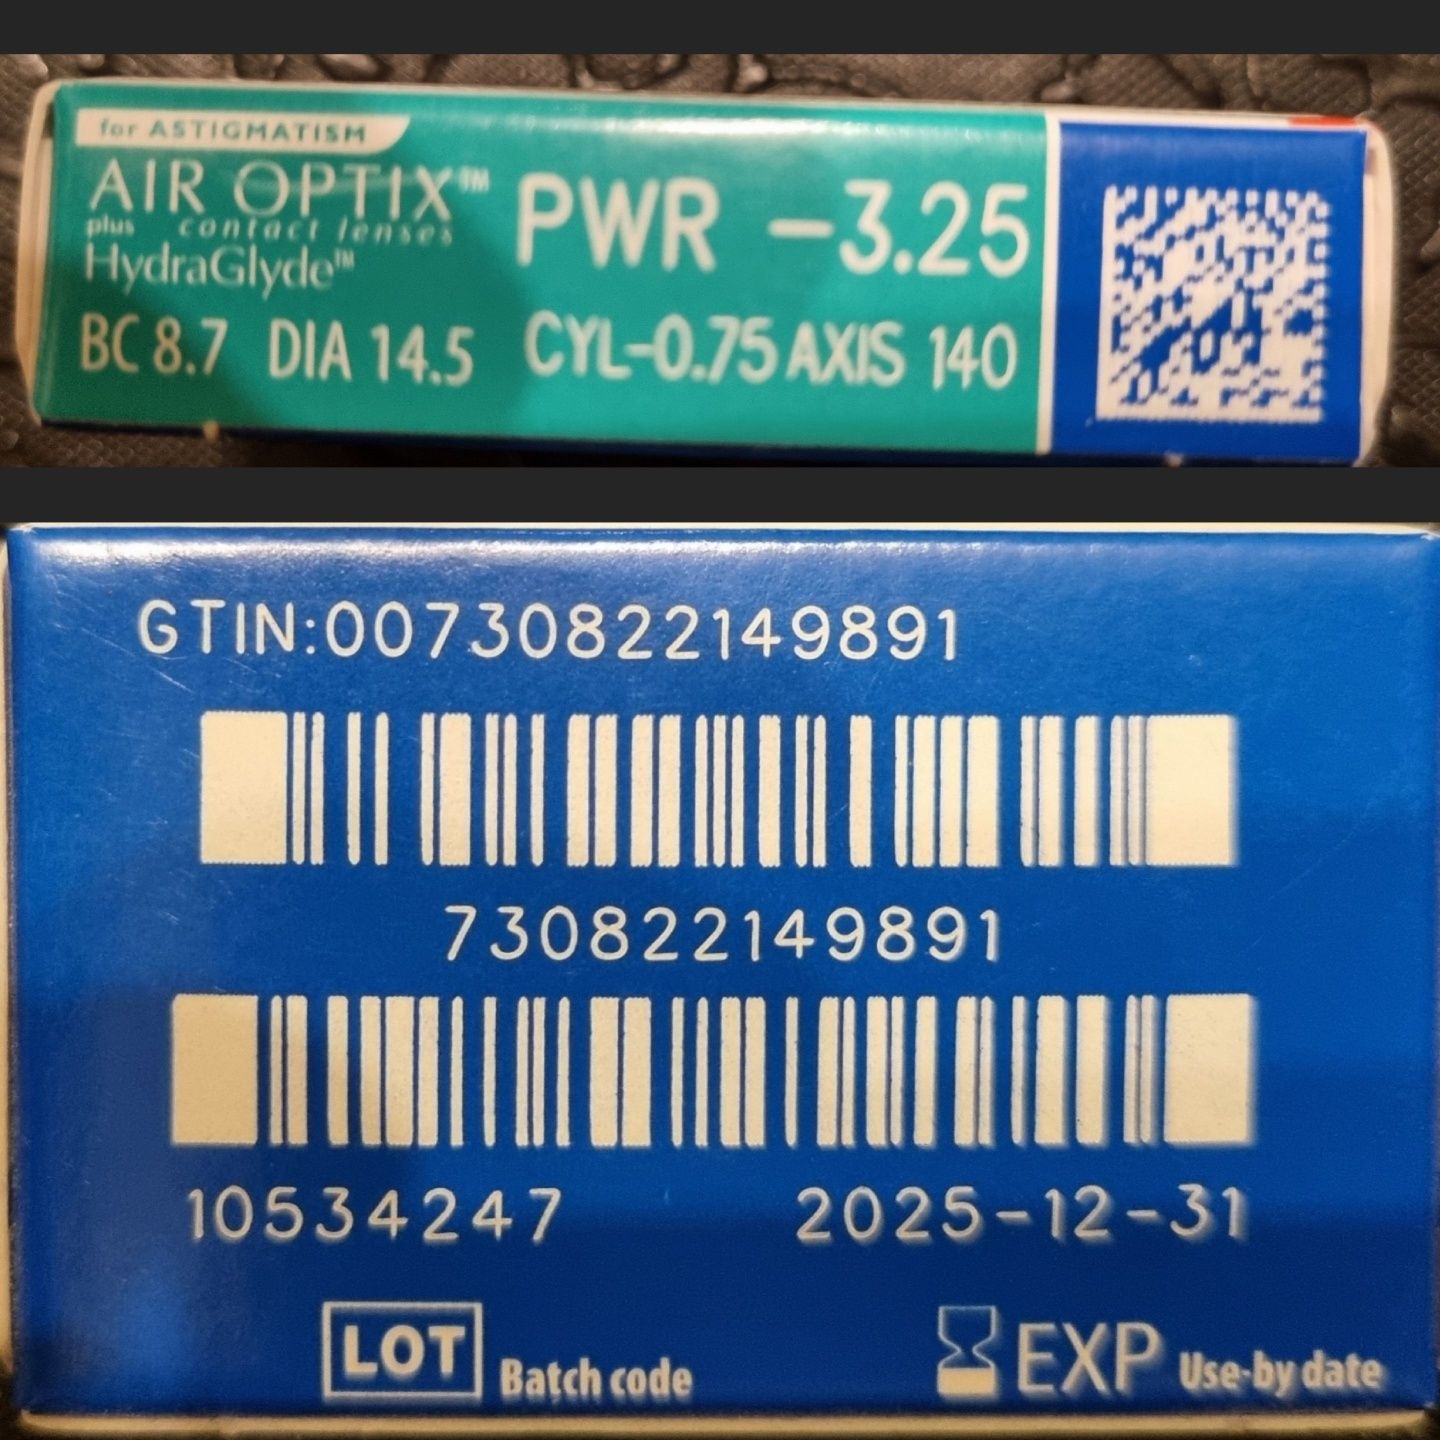 for ASTIGMATISM
AIR OPTIX™
plus contact lenses
HydraGlyde™
PWR -3.25
BC 8.7 DIA 14.5 CYL-0.75 AXIS 140
GTIN:00730822149891
730822149891
10534247 2025-12-31
LOT Batch code
EXP Use-by date